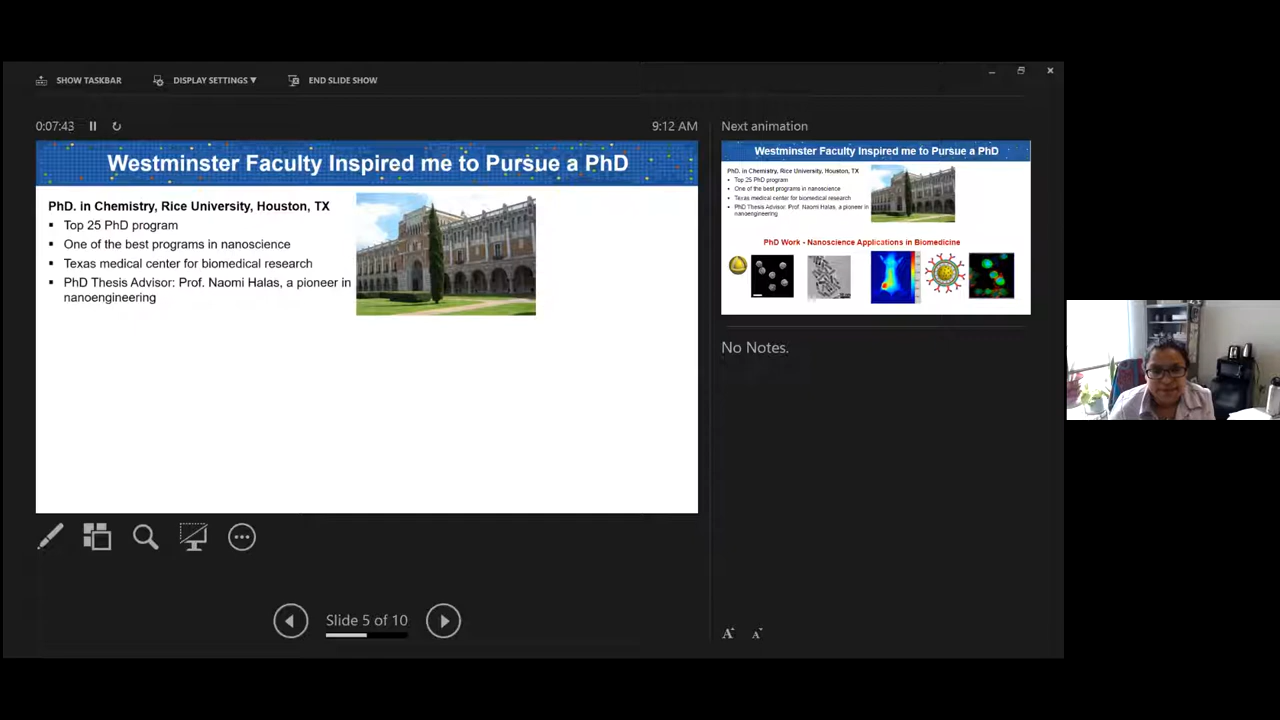 SHOW TASKBAR
DISPLAY SETTINGS ▼
END SLIDE SHOW
0:07:43
9:12 AM
Westminster Faculty Inspired me to Pursue a PhD
PhD. in Chemistry, Rice University, Houston, TX
▪ Top 25 PhD program
▪ One of the best programs in nanoscience
▪ Texas medical center for biomedical research
▪ PhD Thesis Advisor: Prof. Naomi Halas, a pioneer in
nanoengineering
Slide 5 of 10
Next animation
Westminster Faculty Inspired me to Pursue a PhD
PhD. in Chemistry, Rice University, Houston, TX
▪ Top 25 PhD program
▪ One of the best programs in nanoscience
▪ Texas medical center for biomedical research
▪ PhD Thesis Advisor: Prof. Naomi Halas, a pioneer in
nanoengineering
PhD Work - Nanoscience Applications in Biomedicine
No Notes.
A A